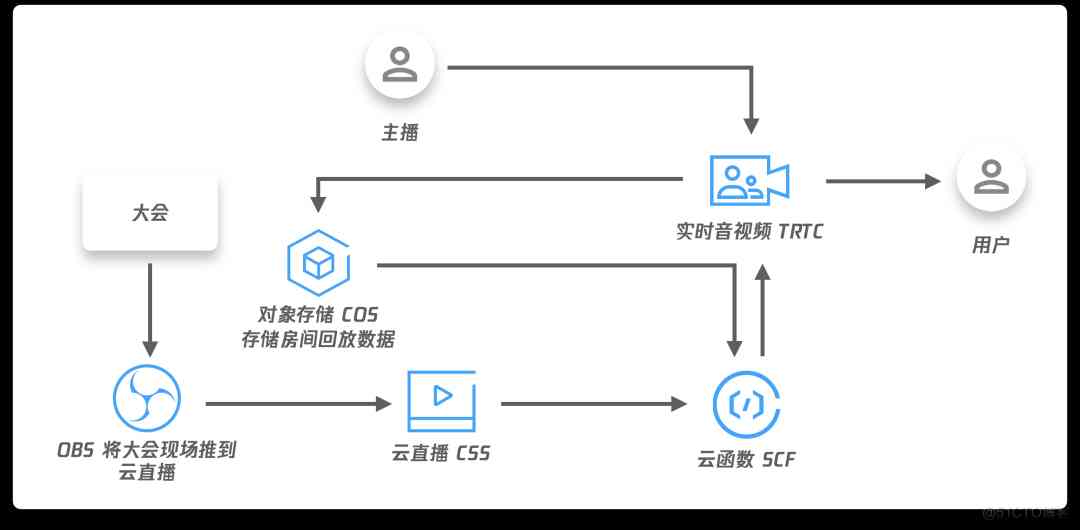 主播
大会
实时音视频 TRTC
用户
对象存储 COS
存储房间回放数据
OBS 将大会现场推到
云直播
云直播 CSS
云函数 SCF
@51CTO博客